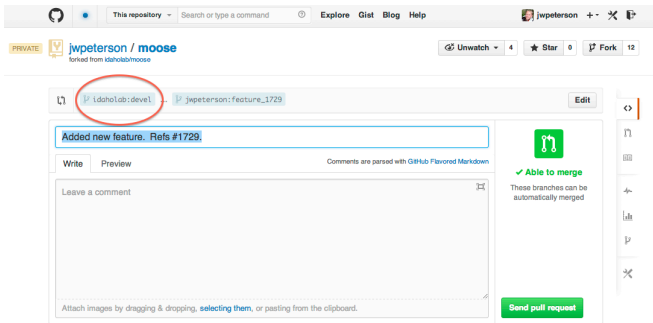 This repository Search or type a command Explore Gist Blog Help jwpeterson
PRIVATE jwpeterson / moose Unwatch 4 Star 0 Fork 12
forked from idaholab/moose
idaholab:devel ... jwpeterson:feature_1729 Edit
Added new feature. Refs #1729.
Write Preview Comments are parsed with GitHub Flavored Markdown
Able to merge
Leave a comment
These branches can be
automatically merged
Attach images by dragging & dropping, selecting them, or pasting from the clipboard.
Send pull request